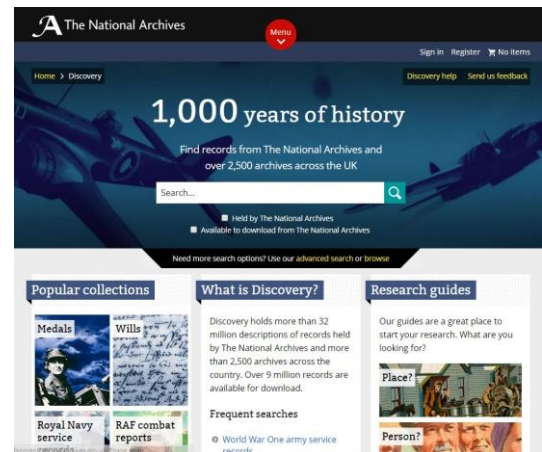 The National Archives
Menu
Sign in Register No items
Home > Discovery
Discovery help Send us feedback
1,000 years of history
Find records from The National Archives and
over 2,500 archives across the UK
Search...
Held by The National Archives
Available to download from The National Archives
Need more search options? Use our advanced search or browse
Popular collections
Medals
Wills
Royal Navy
service
records
RAF combat
reports
What is Discovery?
Discovery holds more than 32
million descriptions of records held
by The National Archives and more
than 2,500 archives across the
country. Over 9 million records are
available for download.
Frequent searches
World War One army service
records
Research guides
Our guides are a great place to
start your research. What are you
looking for?
Place?
Person?